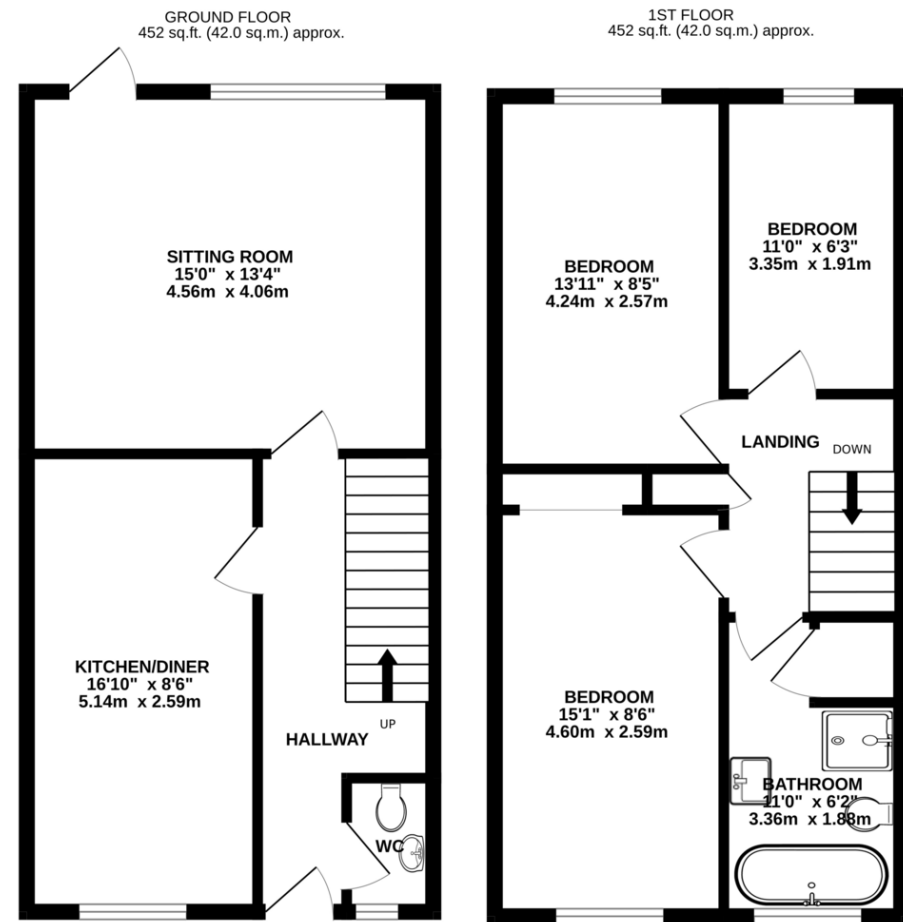 GROUND FLOOR
452 sq.ft. (42.0 sq.m.) approx.
SITTING ROOM
15'0" x 13'4"
4.56m x 4.06m
KITCHEN/DINER
16'10" x 8'6"
5.14m x 2.59m
UP
HALLWAY
WC
1ST FLOOR
452 sq.ft. (42.0 sq.m.) approx.
BEDROOM
11'0" x 6'3"
3.35m x 1.91m
BEDROOM
13'11" x 8'5"
4.24m x 2.57m
LANDING
DOWN
BEDROOM
15'1" x 8'6"
4.60m x 2.59m
BATHROOM
11'0" x 6'2"
3.36m x 1.88m